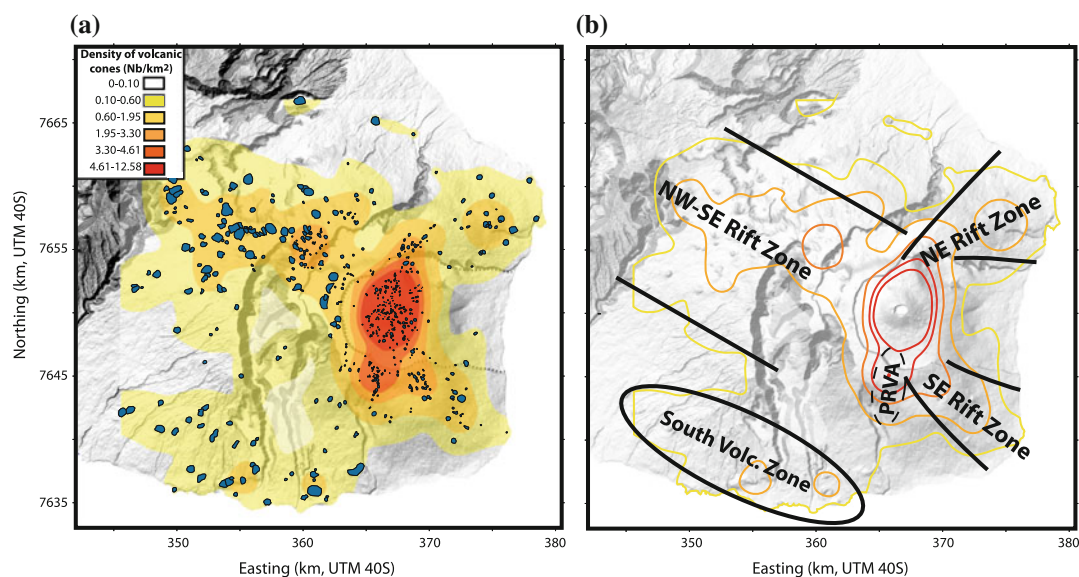 (a)
(b)
Density of volcanic
cones (Nb/km2)
0-0.10
0.10-0.60
0.60-1.95
1.95-3.30
3.30-4.61
4.61-12.58
7665
7655
7645
7635
Northing (km, UTM 40S)
350
360
370
Easting (km, UTM 40S)
NW-SE Rift Zone
NE Rift Zone
PRVA
SE Rift Zone
South Volc. Zone
350
360
370
380
Easting (km, UTM 40S)